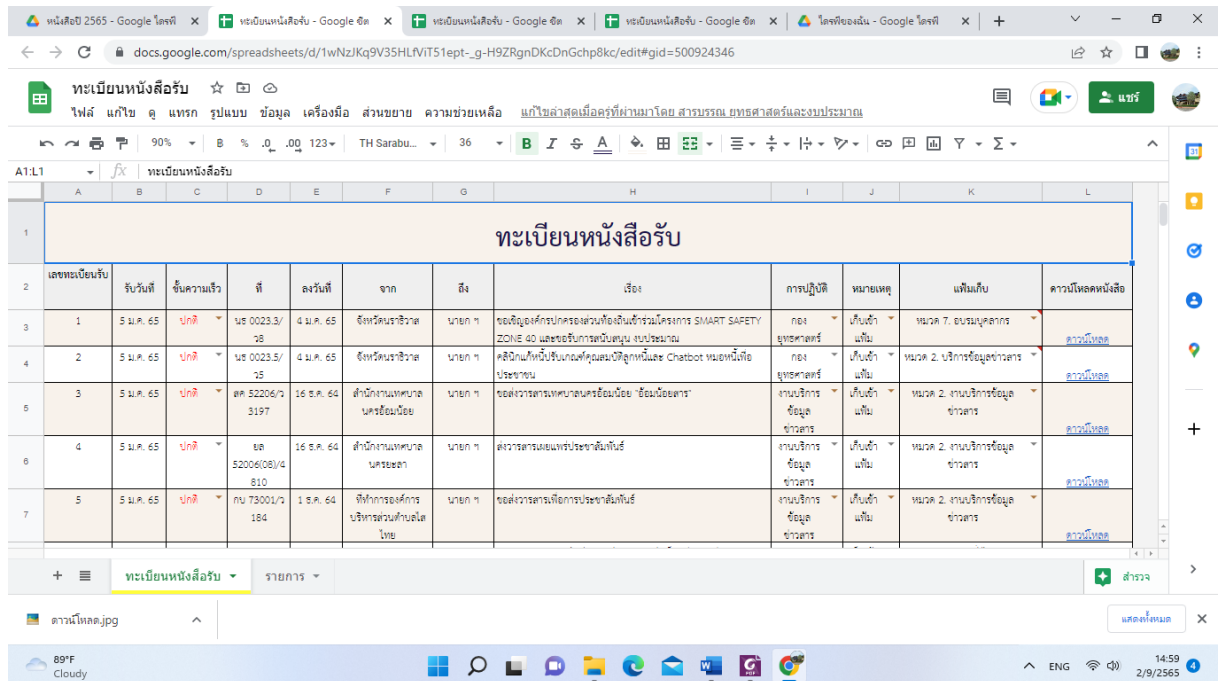 หนังสือปี 2565 - Google ไดรฟ์
ทะเบียนหนังสือรับ - Google ชีต
ทะเบียนหนังสือรับ - Google ชีต
ทะเบียนหนังสือรับ - Google ชีต
ไดรฟ์ของฉัน - Google ไดรฟ์
docs.google.com/spreadsheets/d/1wNzJKq9V35HLfViT51ept-_g-H9ZRgnDKcDnGchp8kc/edit#gid=500924346
ทะเบียนหนังสือรับ
ไฟล์ แก้ไข ดู แทรก รูปแบบ ข้อมูล เครื่องมือ ส่วนขยาย ความช่วยเหลือ แก้ไขล่าสุดเมื่อครู่ที่ผ่านมาโดย สารบรรณ ยุทธศาสตร์และงบประมาณ
แชร์
90% B % .0 .00 123 TH Sarabu... 36 B I S A
31
A1:L1 fx ทะเบียนหนังสือรับ
A B C D E F G H I J K L
1 ทะเบียนหนังสือรับ
2 เลขทะเบียนรับ รับวันที่ ชั้นความเร็ว ที่ ลงวันที่ จาก ถึง เรื่อง การปฏิบัติ หมายเหตุ แฟ้มเก็บ ดาวน์โหลดหนังสือ
3 1 5 ม.ค. 65 ปกติ นธ 0023.3/ 4 ม.ค. 65 จังหวัดนราธิวาส นายก ฯ ขอเชิญองค์กรปกครองส่วนท้องถิ่นเข้าร่วมโครงการ SMART SAFETY กอง เก็บเข้า หมวด 7. อบรมบุคลากร
ว8 ZONE 40 และขอรับการสนับสนุน งบประมาณ ยุทธศาสตร์ แฟ้ม ดาวน์โหลด
4 2 5 ม.ค. 65 ปกติ นธ 0023.5/ 4 ม.ค. 65 จังหวัดนราธิวาส นายก ฯ คลินิกแก้หนี้ปรับเกณฑ์คุณสมบัติลูกหนี้และ Chatbot หมอหนี้เพื่อ กอง เก็บเข้า หมวด 2. บริการข้อมูลข่าวสาร
ว5 ประชาชน ยุทธศาสตร์ แฟ้ม ดาวน์โหลด
5 3 5 ม.ค. 65 ปกติ สค 52206/ว 16 ธ.ค. 64 สำนักงานเทศบาล นายก ฯ ขอส่งวารสารเทศบาลนครอ้อมน้อย "อ้อมน้อยสาร" งานบริการ เก็บเข้า หมวด 2. งานบริการข้อมูล
3197 นครอ้อมน้อย ข้อมูล แฟ้ม ข่าวสาร
ข่าวสาร ดาวน์โหลด
6 4 5 ม.ค. 65 ปกติ ยล 16 ธ.ค. 64 สำนักงานเทศบาล นายก ฯ ส่งวารสารเผยแพร่ประชาสัมพันธ์ งานบริการ เก็บเข้า หมวด 2. งานบริการข้อมูล
52006(08)/4 นครยะลา ข้อมูล แฟ้ม ข่าวสาร
810 ข่าวสาร ดาวน์โหลด
7 5 5 ม.ค. 65 ปกติ กบ 73001/ว 1 ธ.ค. 64 ที่ทำการองค์การ นายก ฯ ขอส่งวารสารเพื่อการประชาสัมพันธ์ งานบริการ เก็บเข้า หมวด 2. งานบริการข้อมูล
184 บริหารส่วนตำบลไส ข้อมูล แฟ้ม ข่าวสาร
ไทย ข่าวสาร ดาวน์โหลด
ทะเบียนหนังสือรับ รายการ สำรวจ
ดาวน์โหลด.jpg แสดงทั้งหมด
89°F
Cloudy
ENG
14:59
2/9/2565
4